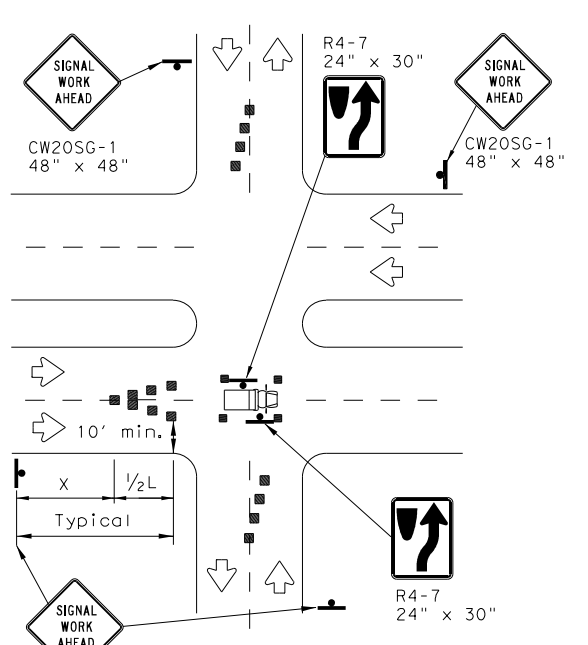 SIGNAL
WORK
AHEAD
CW20SG-1
48" x 48"
R4-7
24" x 30"
SIGNAL
WORK
AHEAD
CW20SG-1
48" x 48"
10' min.
X
1/2L
Typical
R4-7
24" x 30"
SIGNAL
WORK
AHEAD